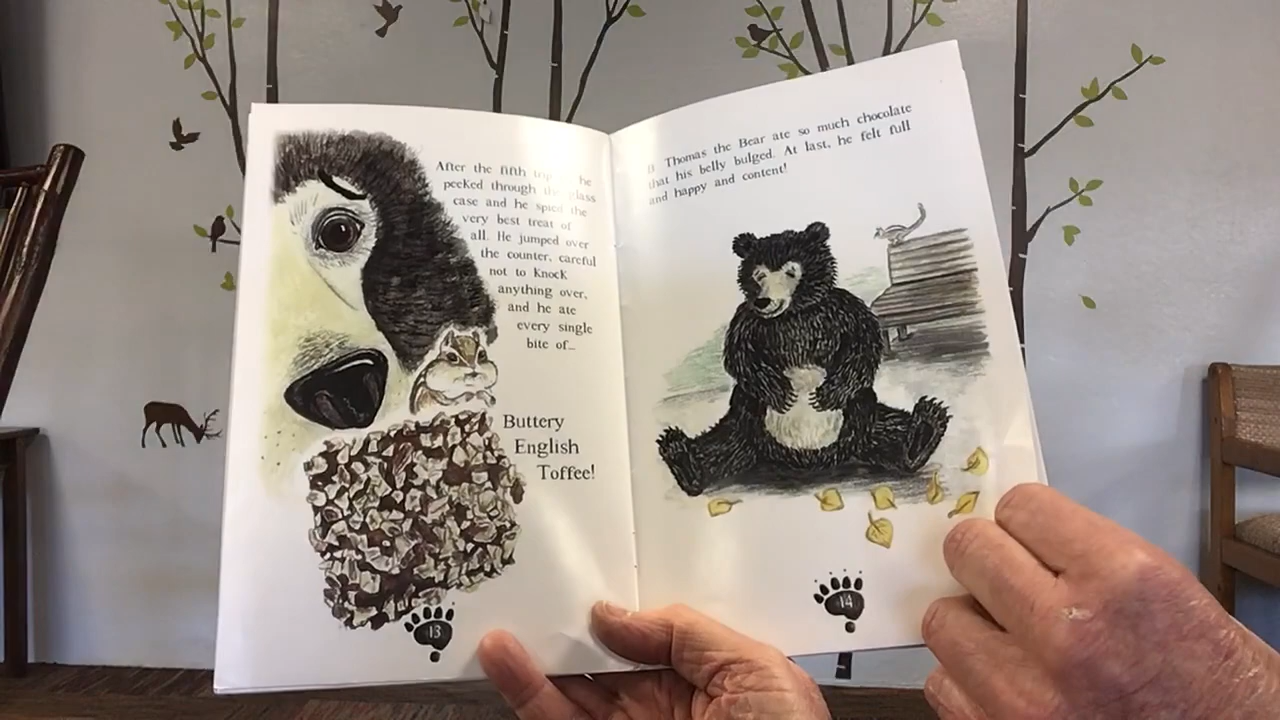 After the fifth he
peeked through the glass
case and he spied the
very best treat of
all. He jumped over
the counter, careful
not to Knock
anything over,
and he ate
every single
bite of...
Buttery
English
Toffee!
13
Thomas the Bear ate so much chocolate
that his belly bulged. At last, he felt full
and happy and content!
14